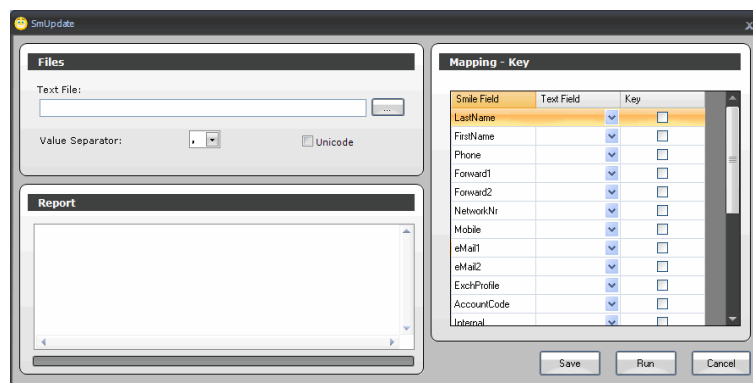 SmUpdate
x
Files
Text File:
...
Value Separator:
,
Unicode
Report
Mapping - Key
Smile Field Text Field Key
LastName
FirstName
Phone
Forward1
Forward2
NetworkNr
Mobile
eMail1
eMail2
ExchProfile
AccountCode
Internal
Save Run Cancel